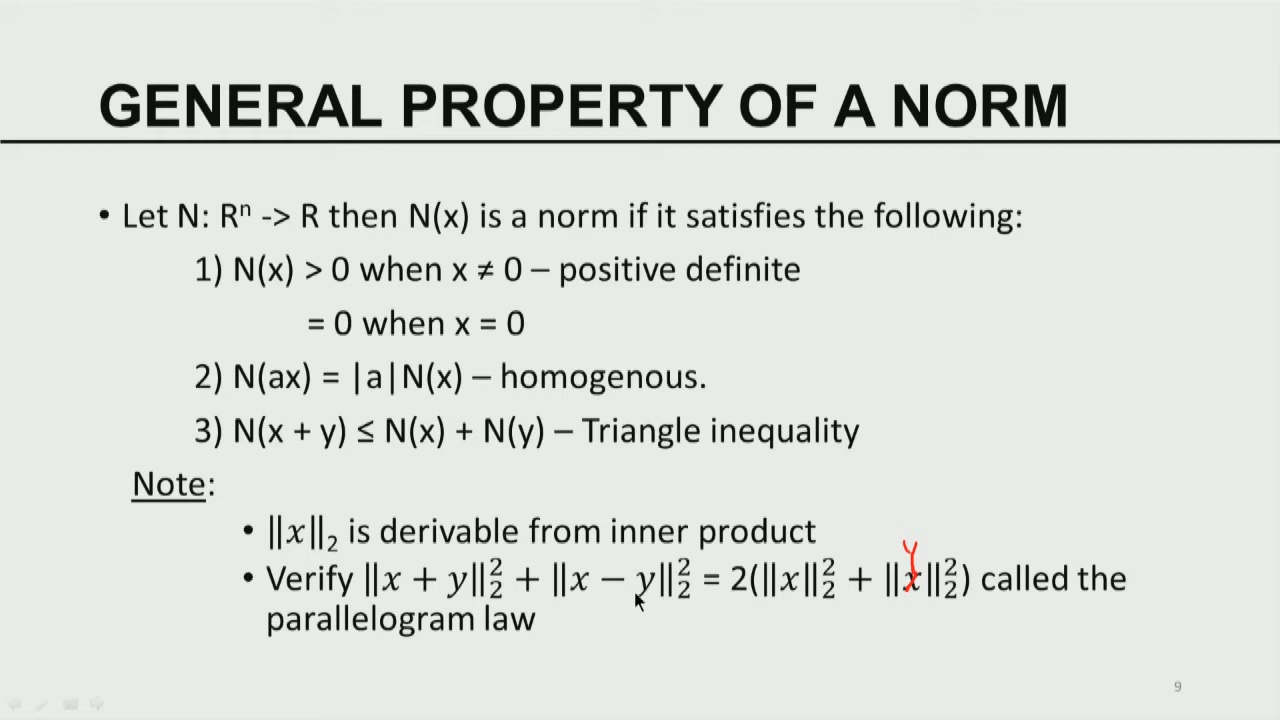 GENERAL PROPERTY OF A NORM
• Let N: Rⁿ -> R then N(x) is a norm if it satisfies the following:
1) N(x) > 0 when x ≠ 0 – positive definite
= 0 when x = 0
2) N(ax) = |a|N(x) – homogenous.
3) N(x + y) ≤ N(x) + N(y) – Triangle inequality
Note:
• ‖𝑥‖₂ is derivable from inner product
y
• Verify ‖𝑥 + 𝑦‖₂² + ‖𝑥 − 𝑦‖₂² = 2(‖𝑥‖₂² + ‖𝑥‖₂²) called the
parallelogram law
9